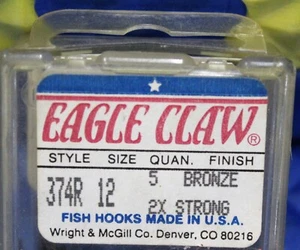 EAGLE CLAW®
STYLE SIZE QUAN. FINISH
374R 12 5 BRONZE
2X STRONG
FISH HOOKS MADE IN U.S.A.
Wright & McGill Co. Denver, CO 80216